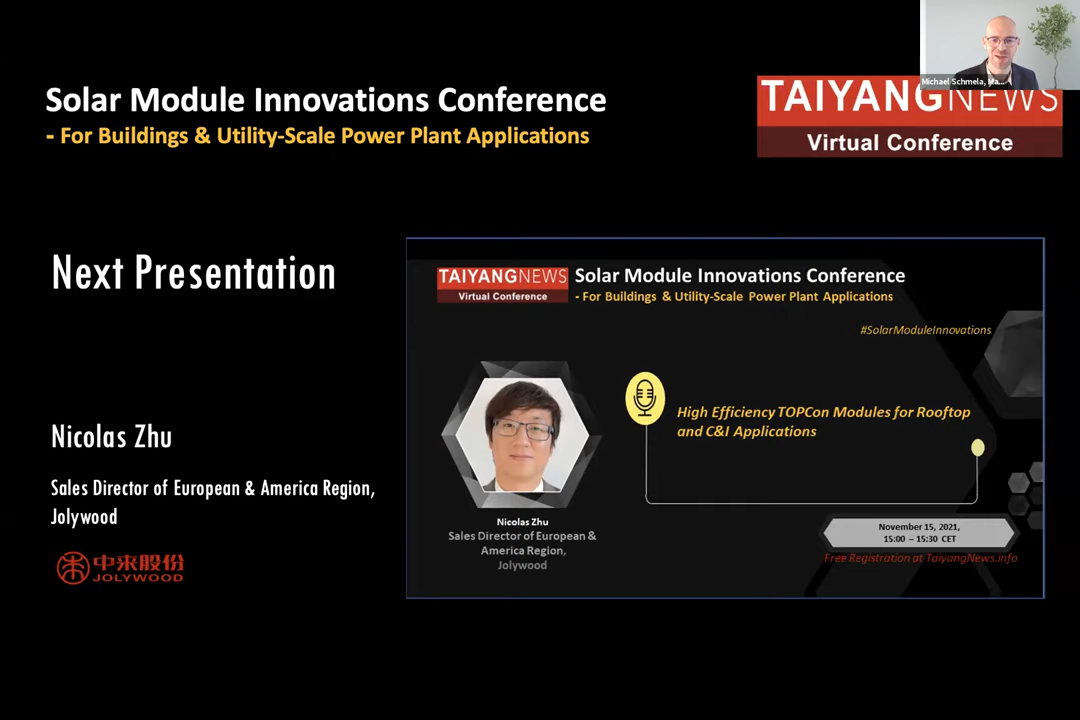 Michael Schmela, Ma...
Solar Module Innovations Conference
- For Buildings & Utility-Scale Power Plant Applications
TAIYANGNEWS
Virtual Conference
Next Presentation
Nicolas Zhu
Sales Director of European & America Region,
Jolywood
中来股份
JOLYWOOD
TAIYANGNEWS
Virtual Conference
Solar Module Innovations Conference
- For Buildings & Utility-Scale Power Plant Applications
#SolarModuleInnovations
High Efficiency TOPCon Modules for Rooftop
and C&I Applications
Nicolas Zhu
Sales Director of European &
America Region,
Jolywood
November 15, 2021,
15:00 – 15:30 CET
Free Registration at TaiyangNews.info